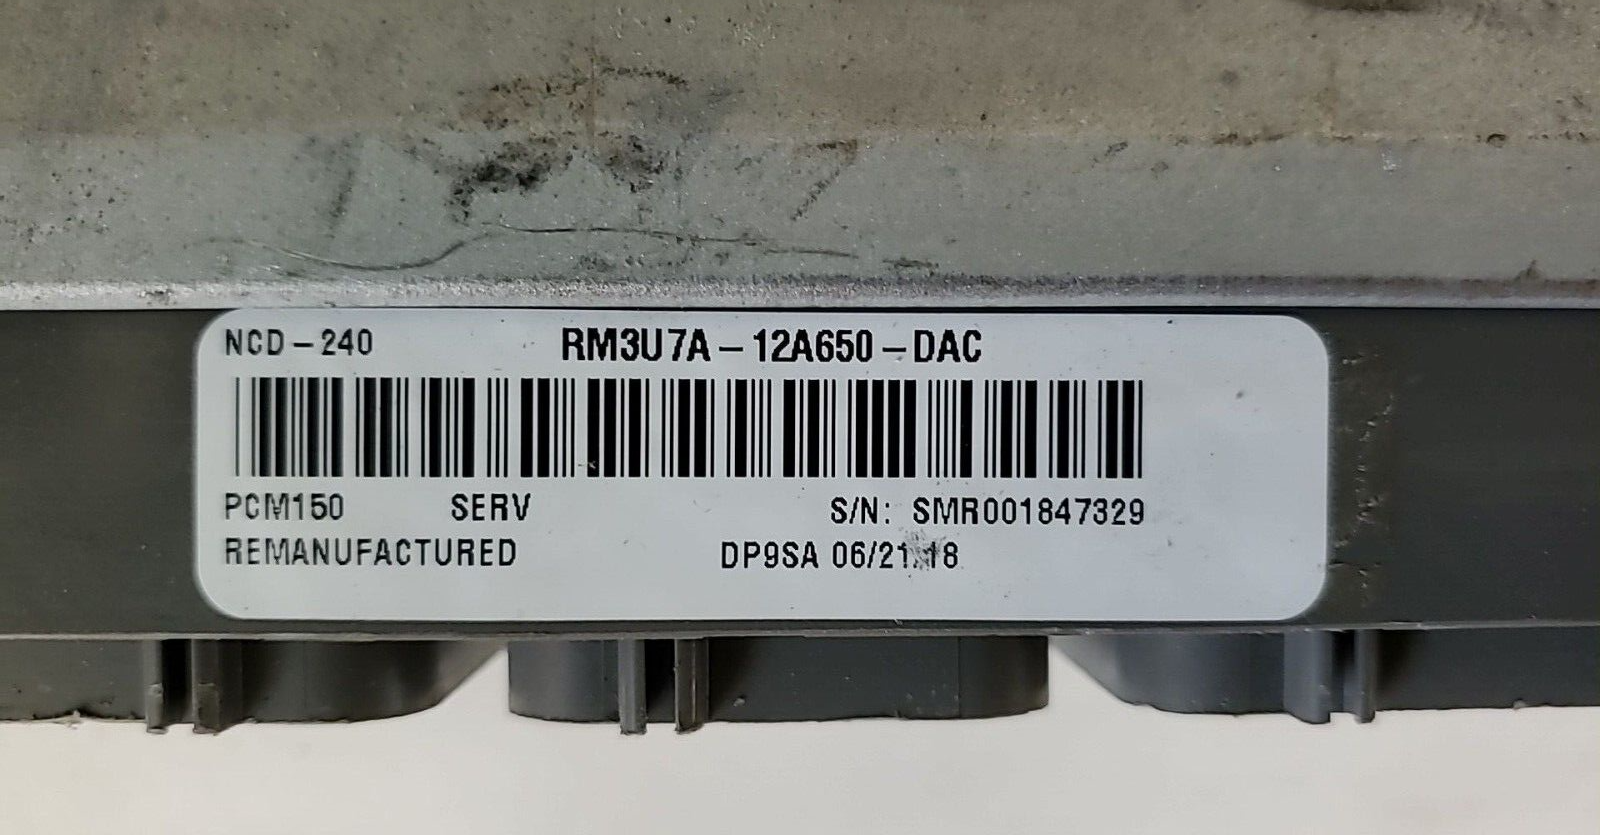 NCD-240 RM3U7A-12A650-DAC
PCM150 SERV S/N: SMR001847329
REMANUFACTURED DP9SA 06/21/18